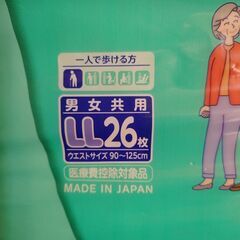 一人で歩ける方
男女共用
LL26枚
ウエストサイズ 90～125cm
医療費控除対象品
MADE IN JAPAN